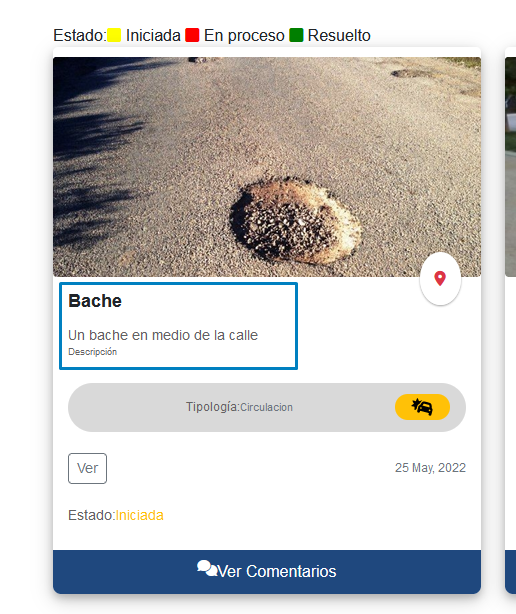 Estado: Iniciada En proceso Resuelto
Bache
Un bache en medio de la calle
Descripción
Tipología:Circulacion
Ver
25 May, 2022
Estado:Iniciada
Ver Comentarios